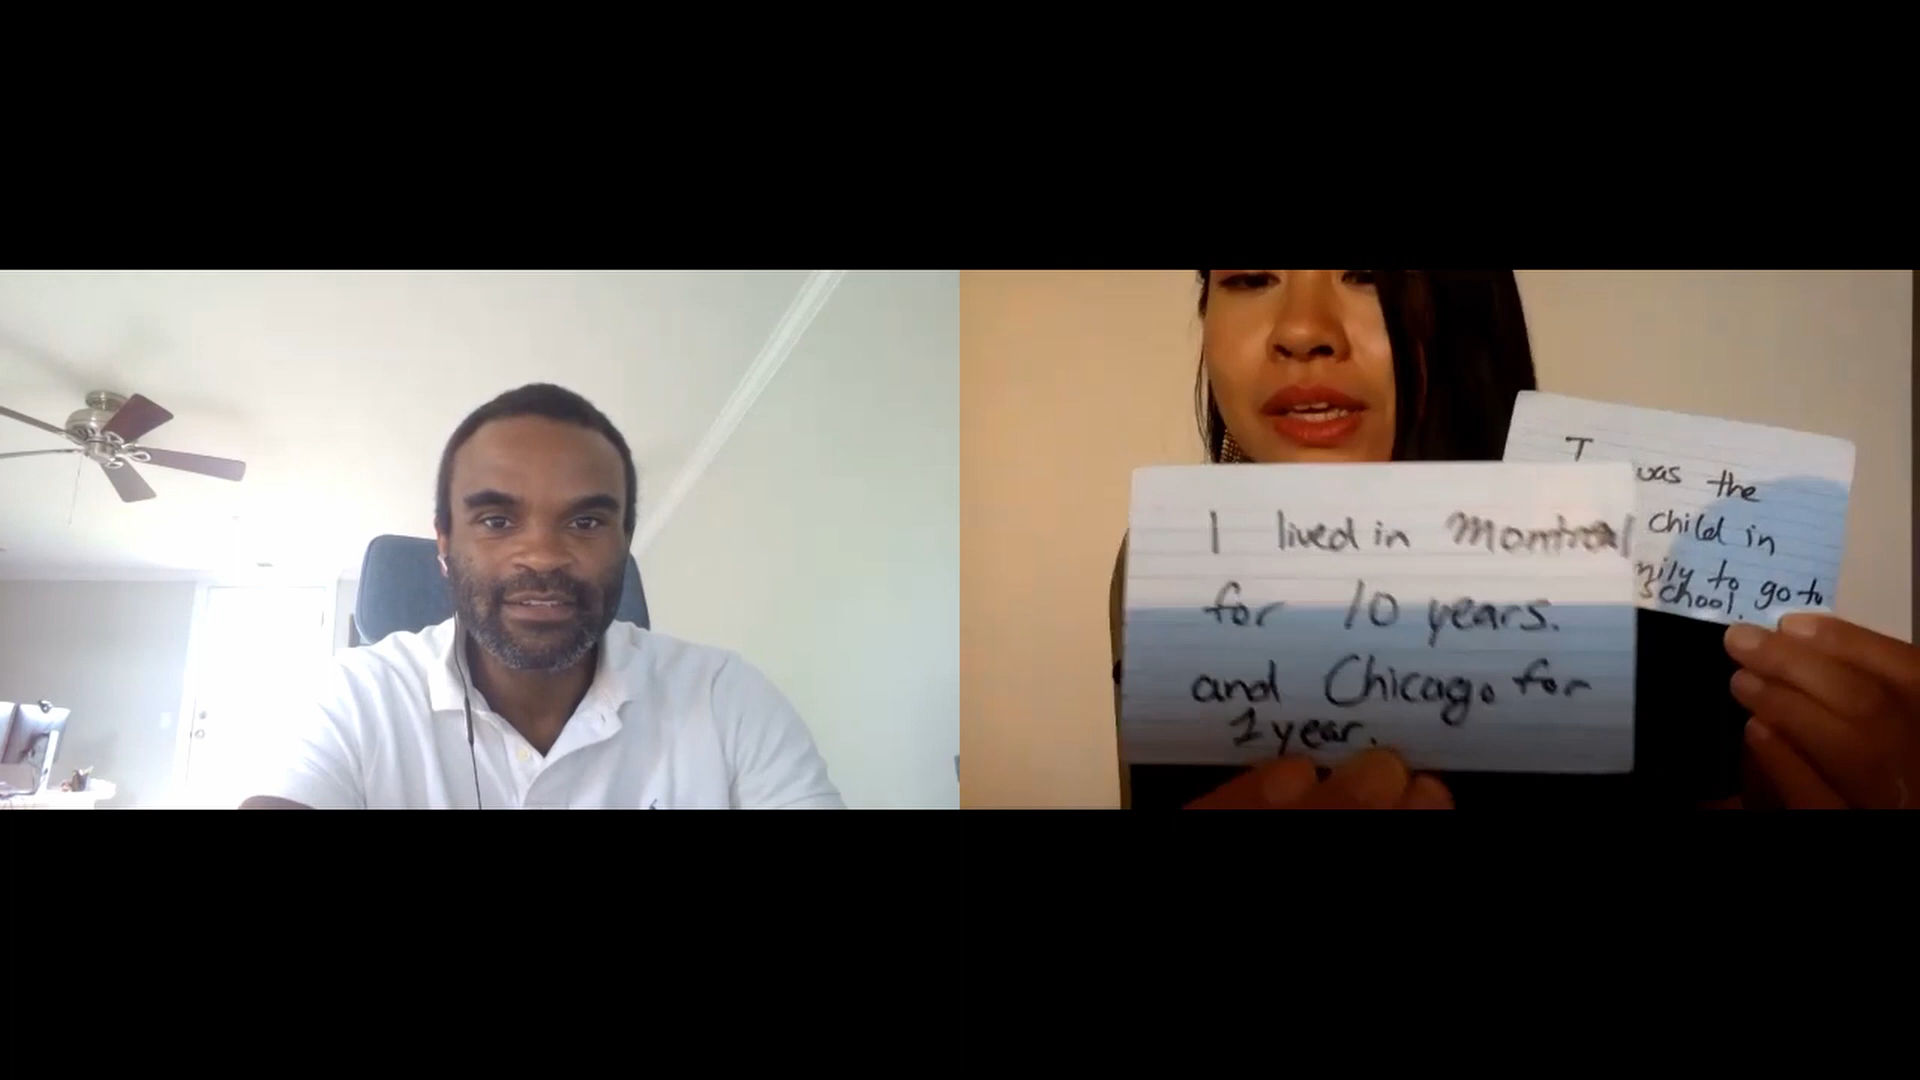 I lived in Montreal
for 10 years.
and Chicago for
1 year.
I was the
child in
to go to
school.